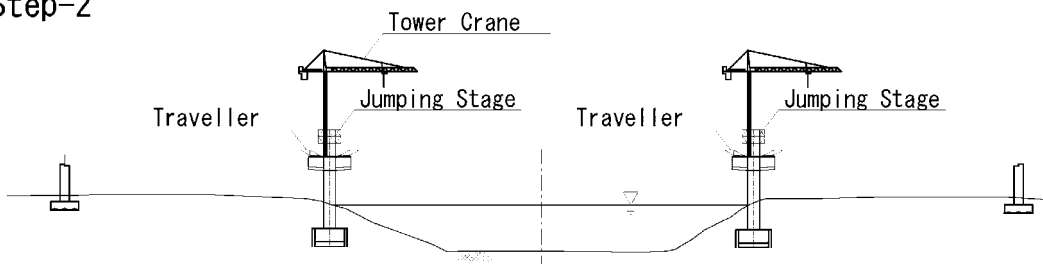 Step-2
Tower Crane
Jumping Stage
Jumping Stage
Traveller
Traveller